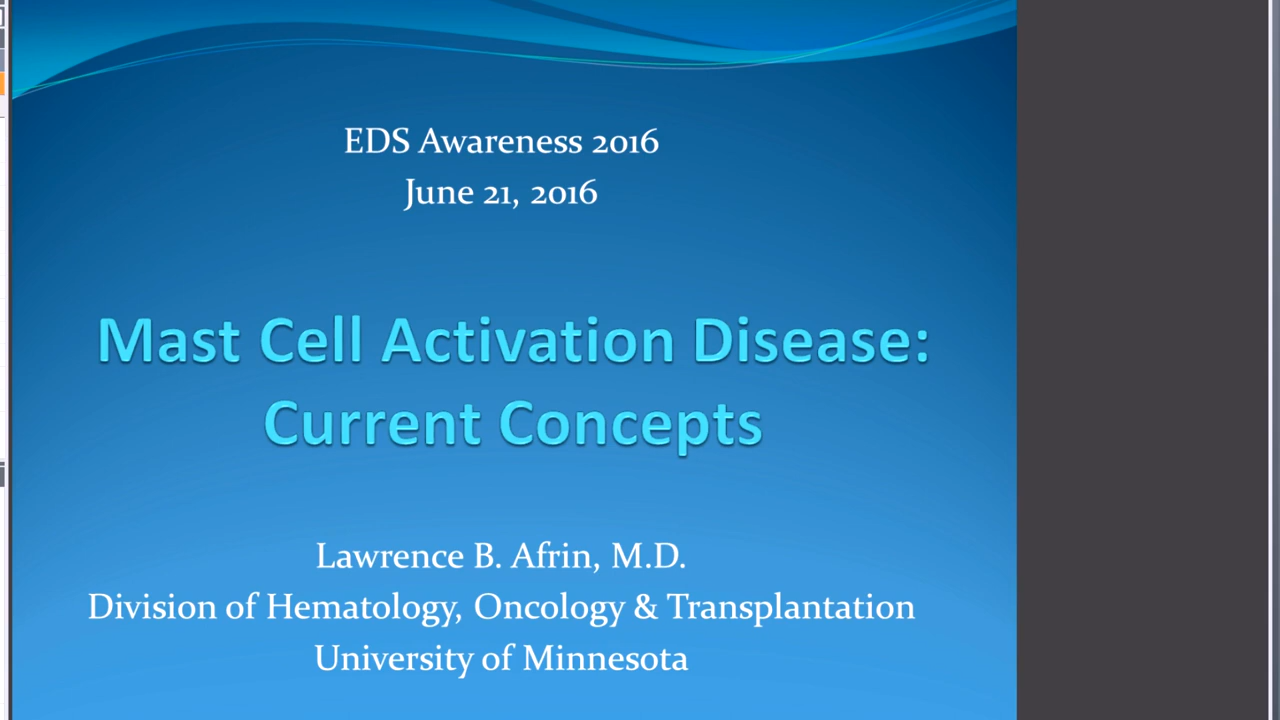 EDS Awareness 2016
June 21, 2016
Mast Cell Activation Disease:
Current Concepts
Lawrence B. Afrin, M.D.
Division of Hematology, Oncology & Transplantation
University of Minnesota